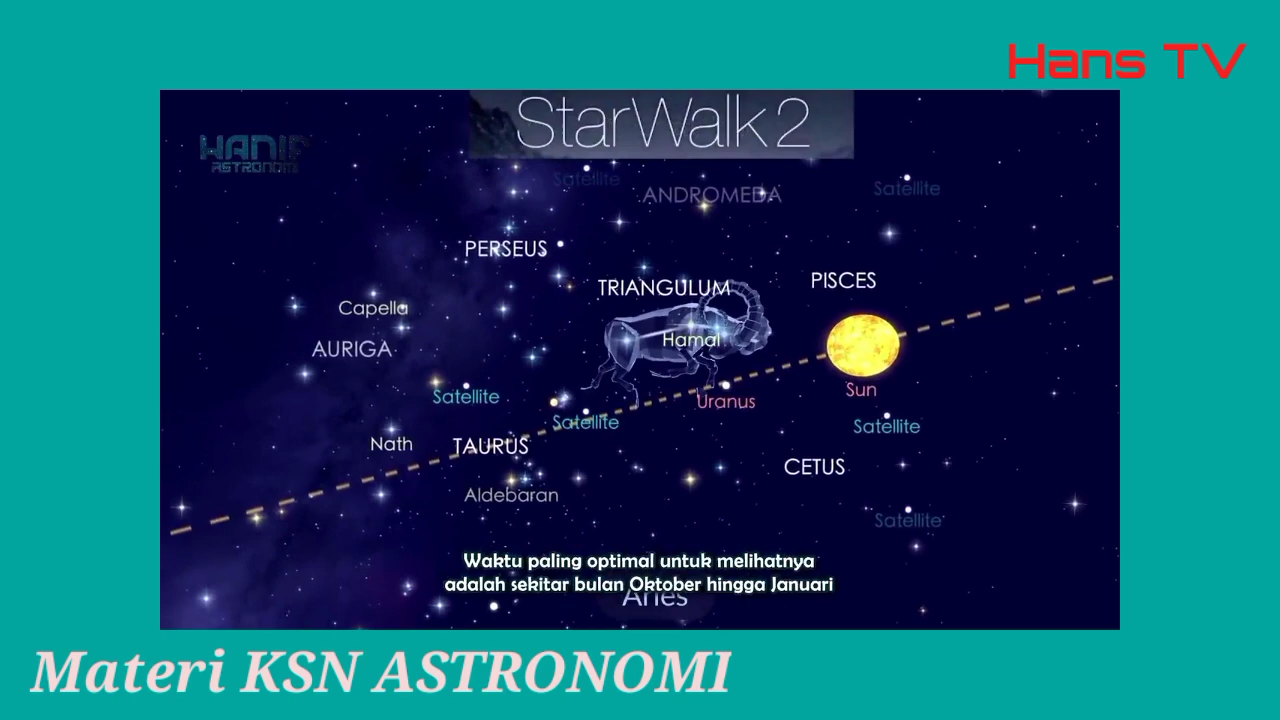 Hans TV
StarWalk 2
HANIF
ASTRONOMI
Satellite
ANDROMEDA
Satellite
PERSEUS
TRIANGULUM
PISCES
Capella
Hamal
AURIGA
Satellite
Uranus
Sun
Satellite
Satellite
Nath
TAURUS
CETUS
Aldebaran
Satellite
Waktu paling optimal untuk melihatnya
adalah sekitar bulan Oktober hingga Januari
Aries
Materi KSN ASTRONOMI